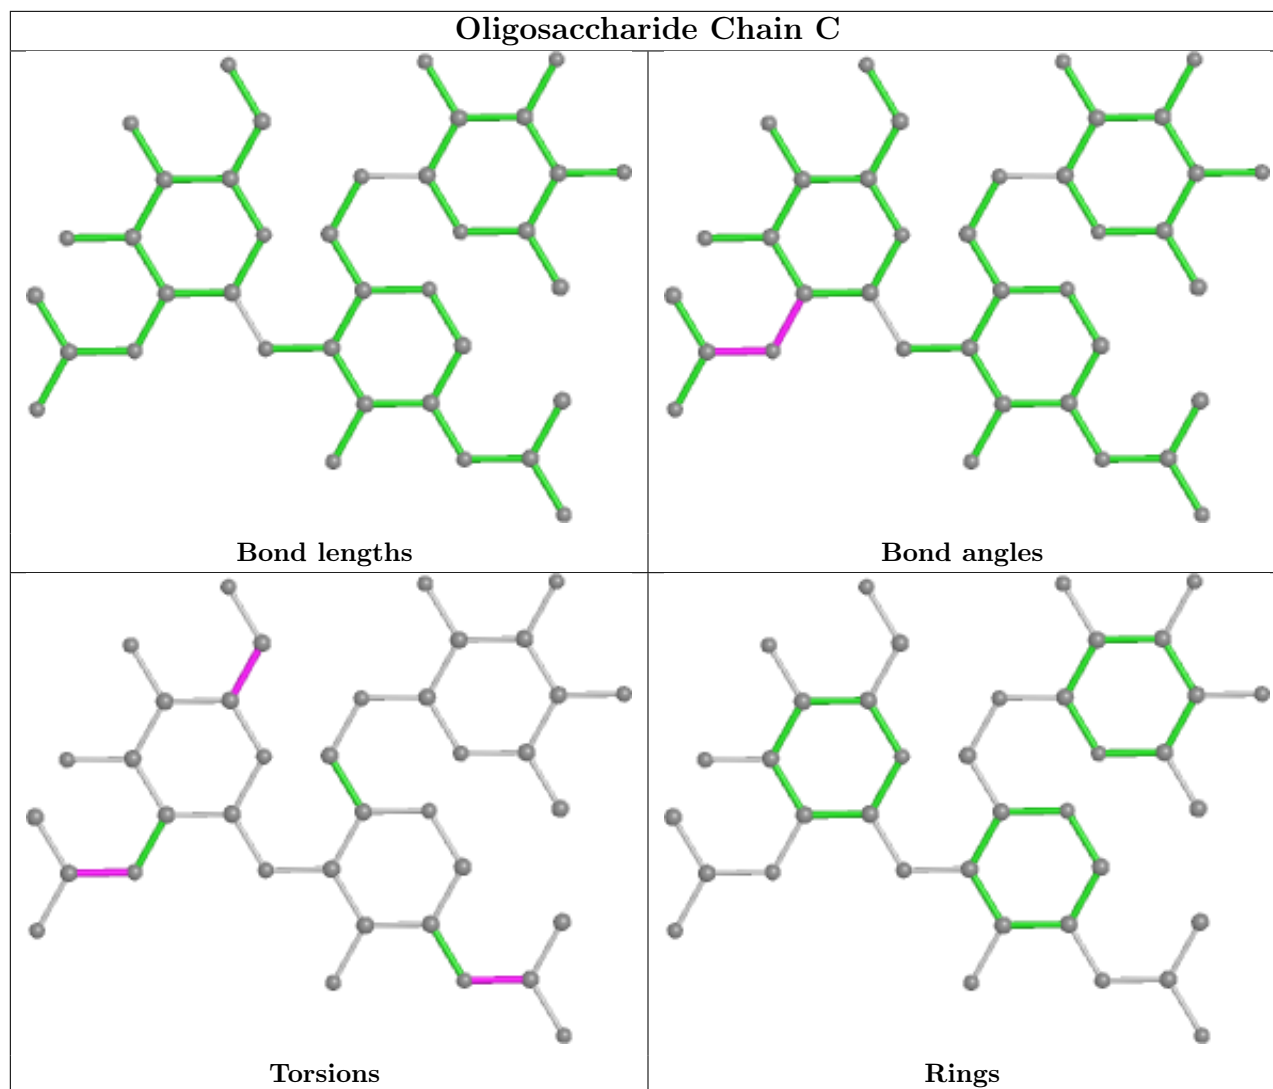 Oligosaccharide Chain C
Bond lengths
Bond angles
Torsions
Rings